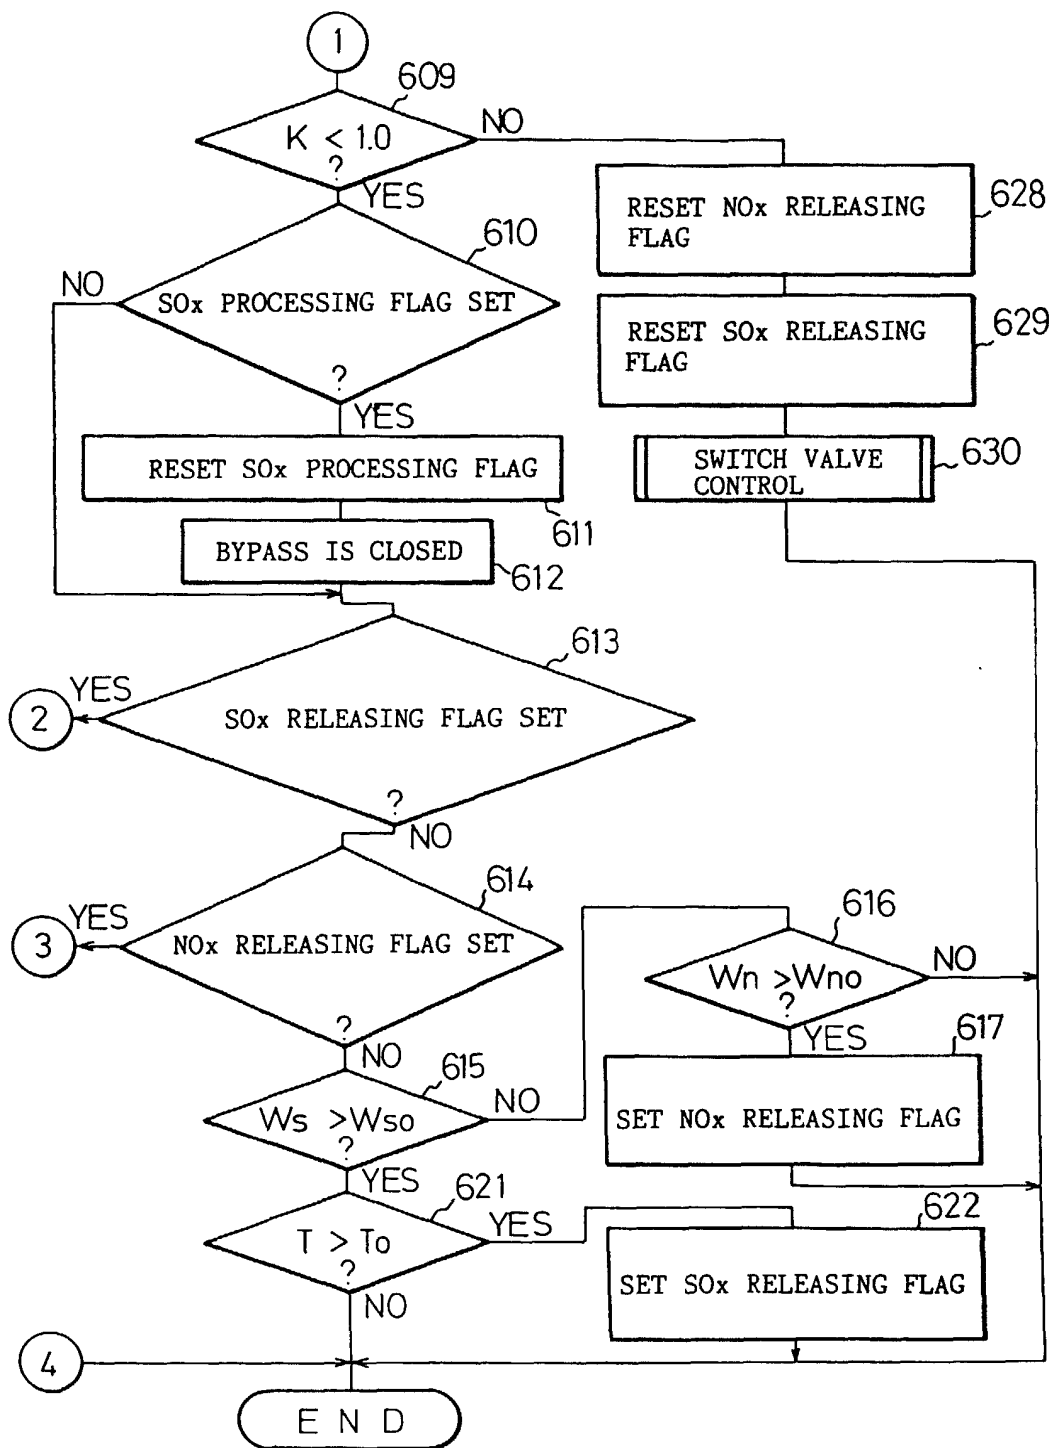 1
609
K < 1.0
?
NO
YES
628
RESET NOx RELEASING
FLAG
610
NO
SOx PROCESSING FLAG SET
?
YES
629
RESET SOx RELEASING
FLAG
RESET SOx PROCESSING FLAG
611
630
SWITCH VALVE
CONTROL
BYPASS IS CLOSED
612
613
YES
2
SOx RELEASING FLAG SET
?
NO
614
YES
3
NOx RELEASING FLAG SET
?
NO
616
Wn >Wno
?
NO
YES
615
Ws >Wso
?
NO
YES
617
SET NOx RELEASING FLAG
621
T > To
?
YES
NO
622
SET SOx RELEASING FLAG
4
END